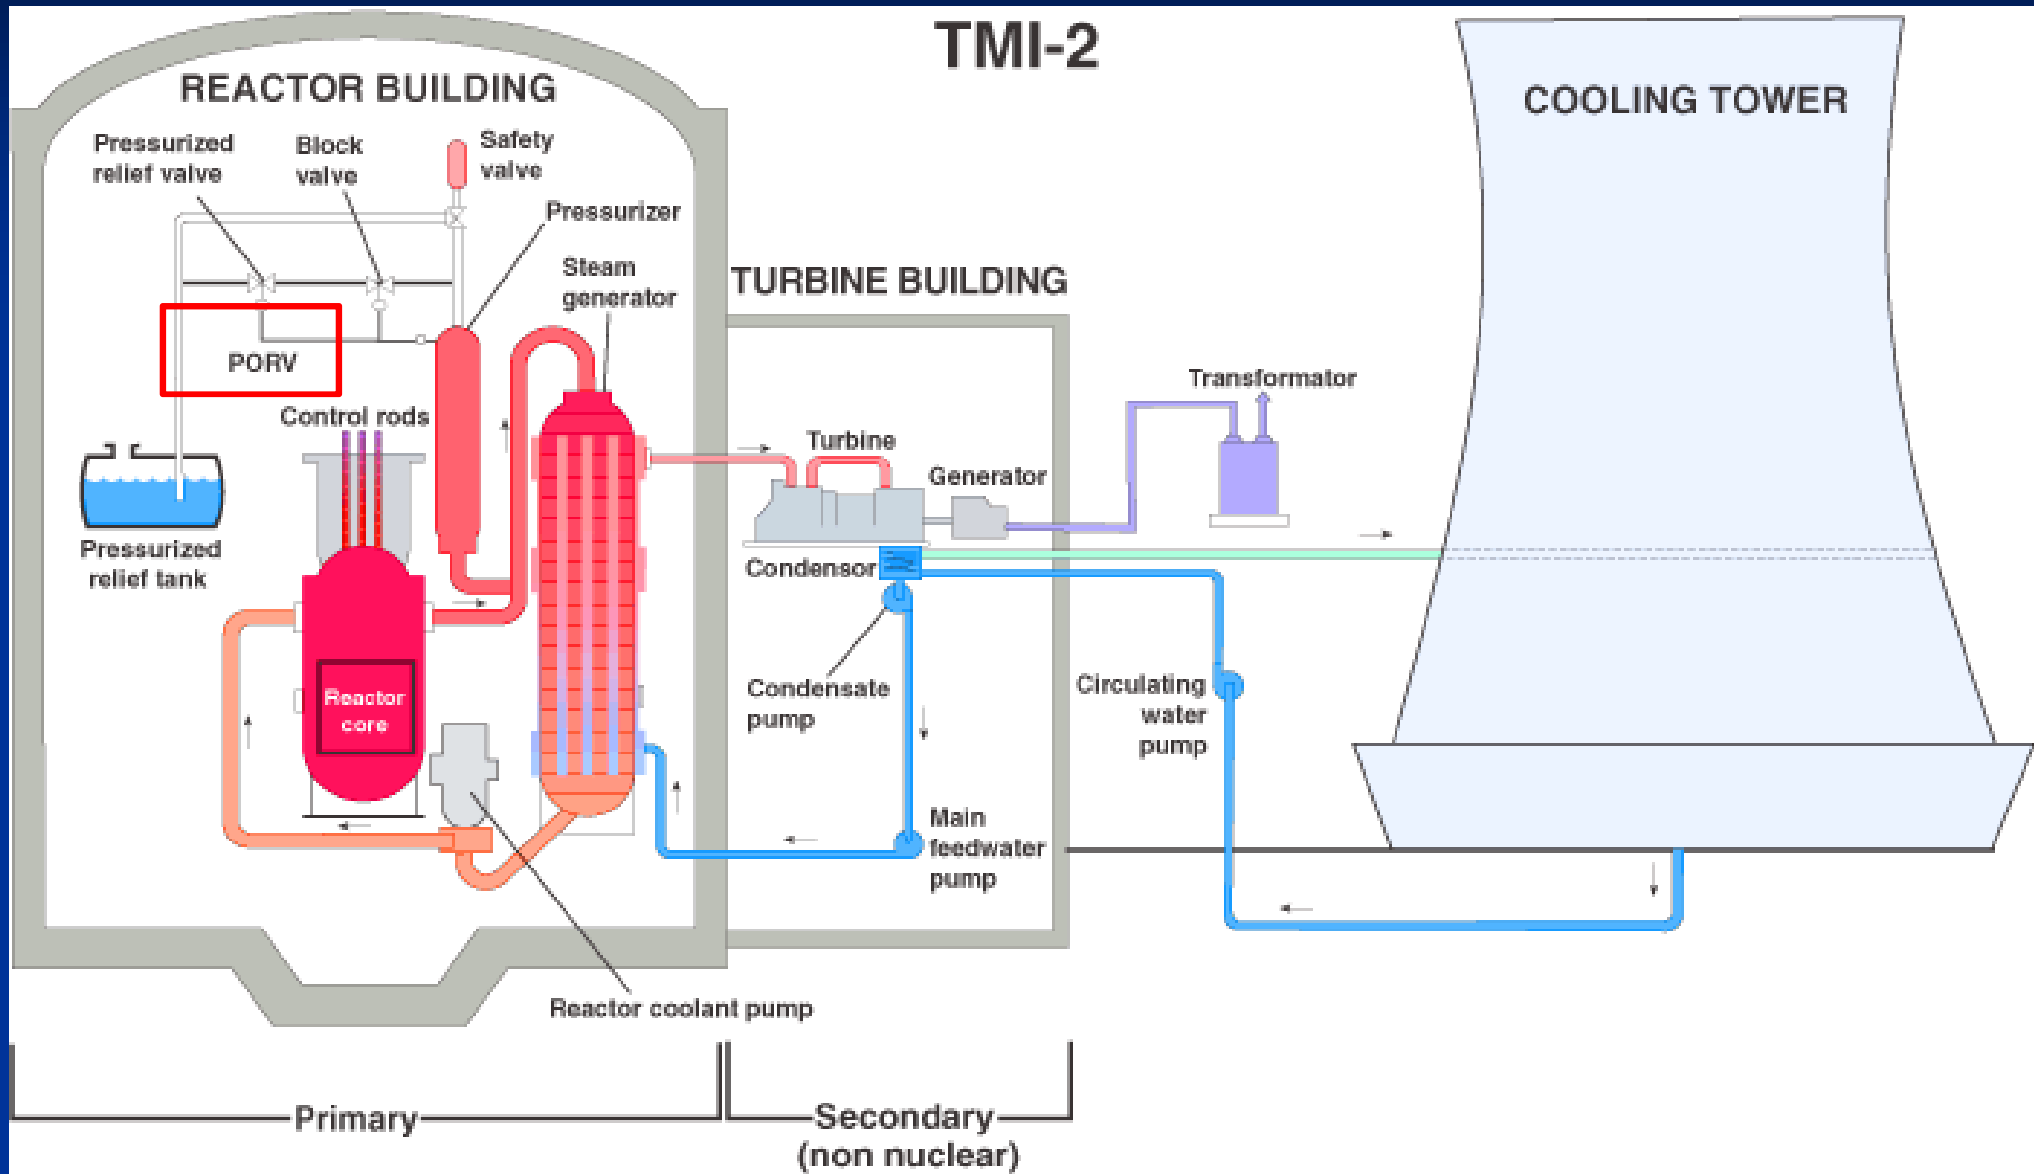 TMI-2
REACTOR BUILDING
COOLING TOWER
Pressurized
relief valve
Block
valve
Safety
valve
Pressurizer
Steam
generator
TURBINE BUILDING
PORV
Control rods
Transformator
Turbine
Generator
Pressurized
relief tank
Condensor
Reactor
core
Condensate
pump
Circulating
water
pump
Main
feedwater
pump
Reactor coolant pump
Primary
Secondary
(non nuclear)